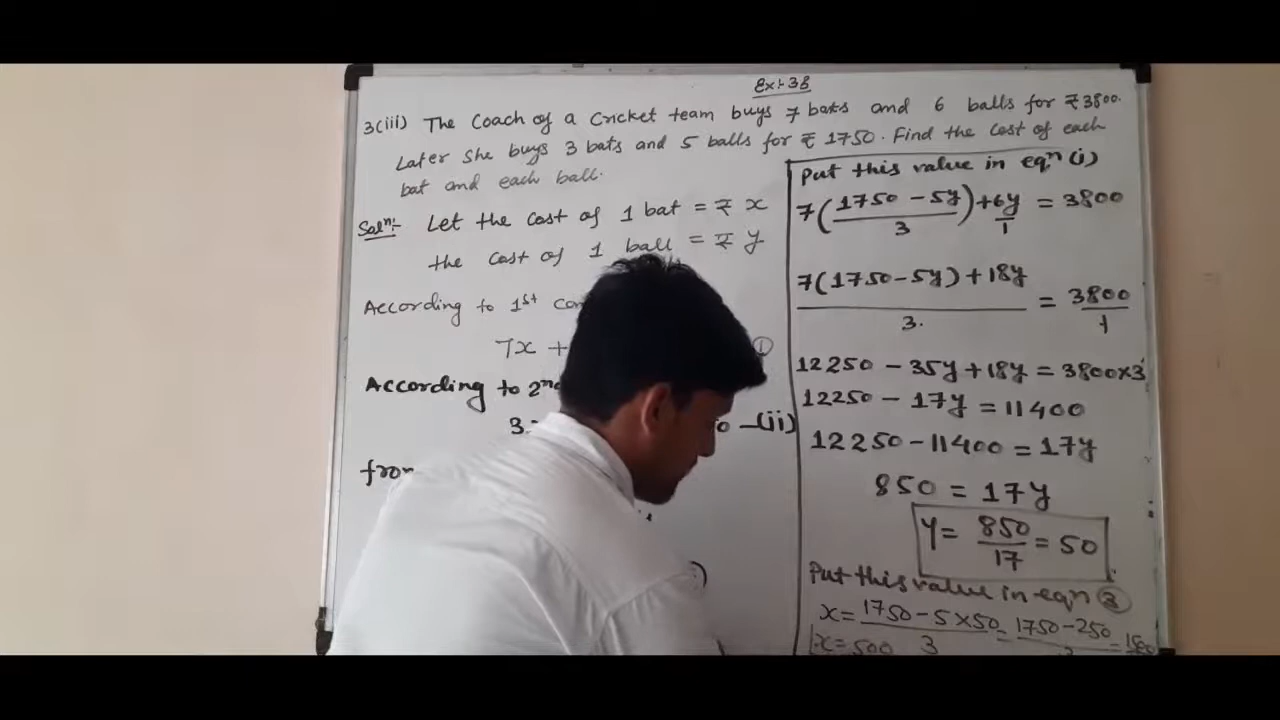 Ex:-3B
3(iii) The Coach of a Cricket team buys 7 bats and 6 balls for ₹3800.
Later She buys 3 bats and 5 balls for ₹ 1750. Find the Cost of each
bat and each ball.
Solⁿ:- Let the Cost of 1 bat = ₹ x
the Cost of 1 ball = ₹ y
According to 1st con
7x + (i)
According to 2nd
3 - (ii)
from
Put this value in eqⁿ (i)
7(1750 - 5y/3) + 6y/1 = 3800
7(1750-5y) + 18y/3. = 3800/1
12250 - 35y + 18y = 3800x3
12250 - 17y = 11400
12250 - 11400 = 17y
850 = 17y
y = 850/17 = 50
Put this value in eqⁿ (3)
x = 1750 - 5 x 50/3 = 1750 - 250 =
x = 500